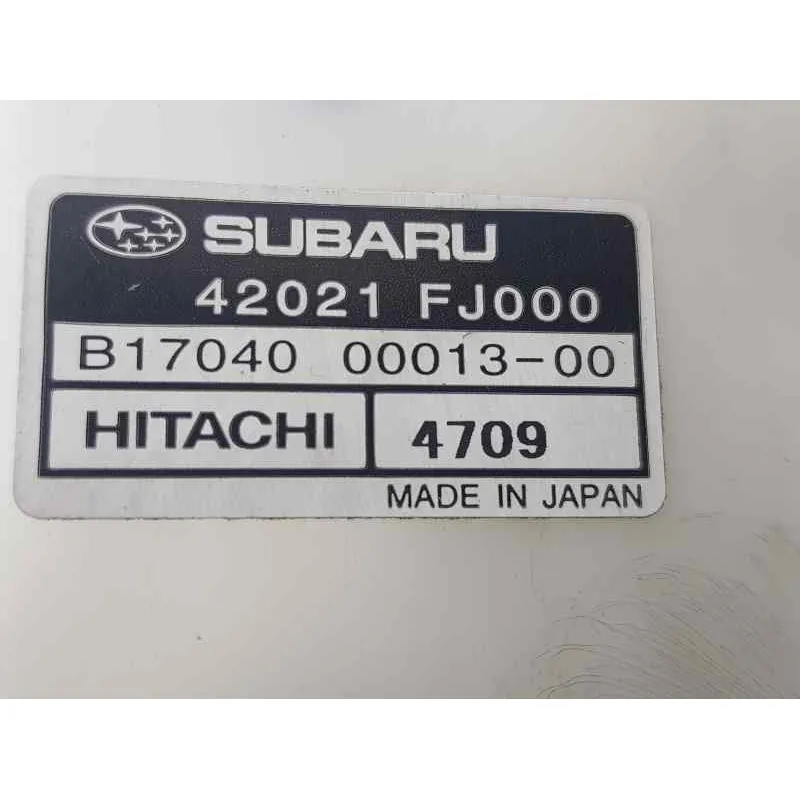 SUBARU
42021 FJ000
B17040 00013-00
HITACHI 4709
MADE IN JAPAN